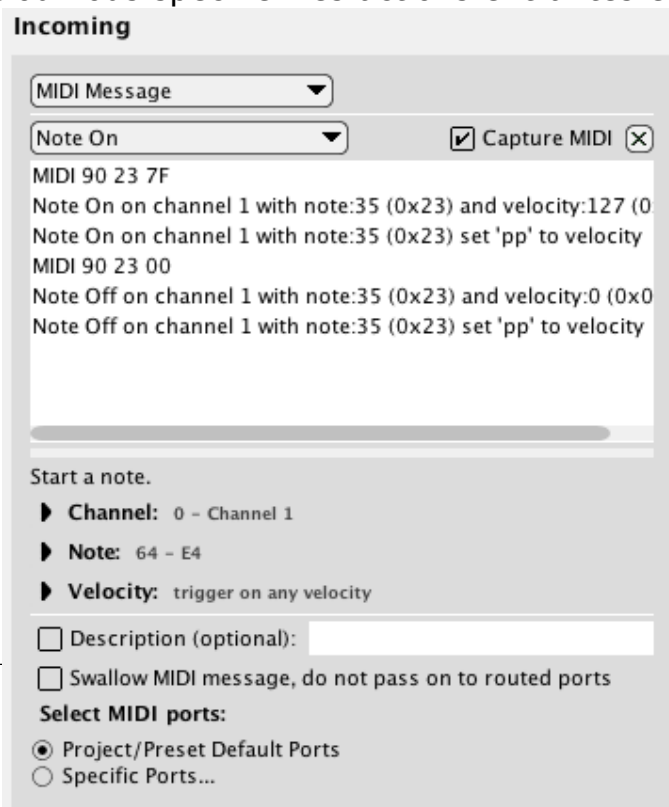 Incoming
MIDI Message
Note On
Capture MIDI
MIDI 90 23 7F
Note On on channel 1 with note:35 (0x23) and velocity:127 (0
Note On on channel 1 with note:35 (0x23) set 'pp' to velocity
MIDI 90 23 00
Note Off on channel 1 with note:35 (0x23) and velocity:0 (0x0
Note Off on channel 1 with note:35 (0x23) set 'pp' to velocity
Start a note.
Channel: 0 – Channel 1
Note: 64 – E4
Velocity: trigger on any velocity
Description (optional):
Swallow MIDI message, do not pass on to routed ports
Select MIDI ports:
Project/Preset Default Ports
Specific Ports...